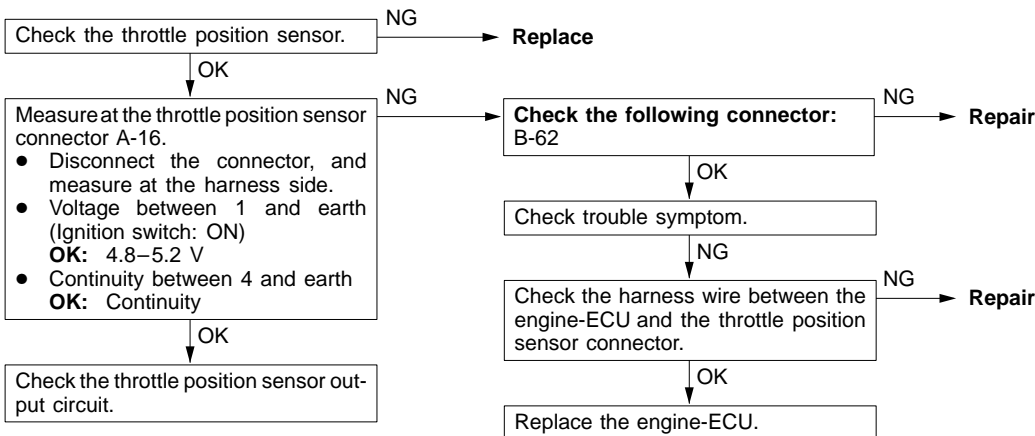 Check the throttle position sensor.
NG
Replace
OK
Measure at the throttle position sensor
connector A-16.
● Disconnect the connector, and
measure at the harness side.
● Voltage between 1 and earth
(Ignition switch: ON)
OK: 4.8–5.2 V
● Continuity between 4 and earth
OK: Continuity
NG
OK
Check the throttle position sensor out-
put circuit.
Check the following connector:
B-62
NG
Repair
OK
Check trouble symptom.
NG
Check the harness wire between the
engine-ECU and the throttle position
sensor connector.
NG
Repair
OK
Replace the engine-ECU.